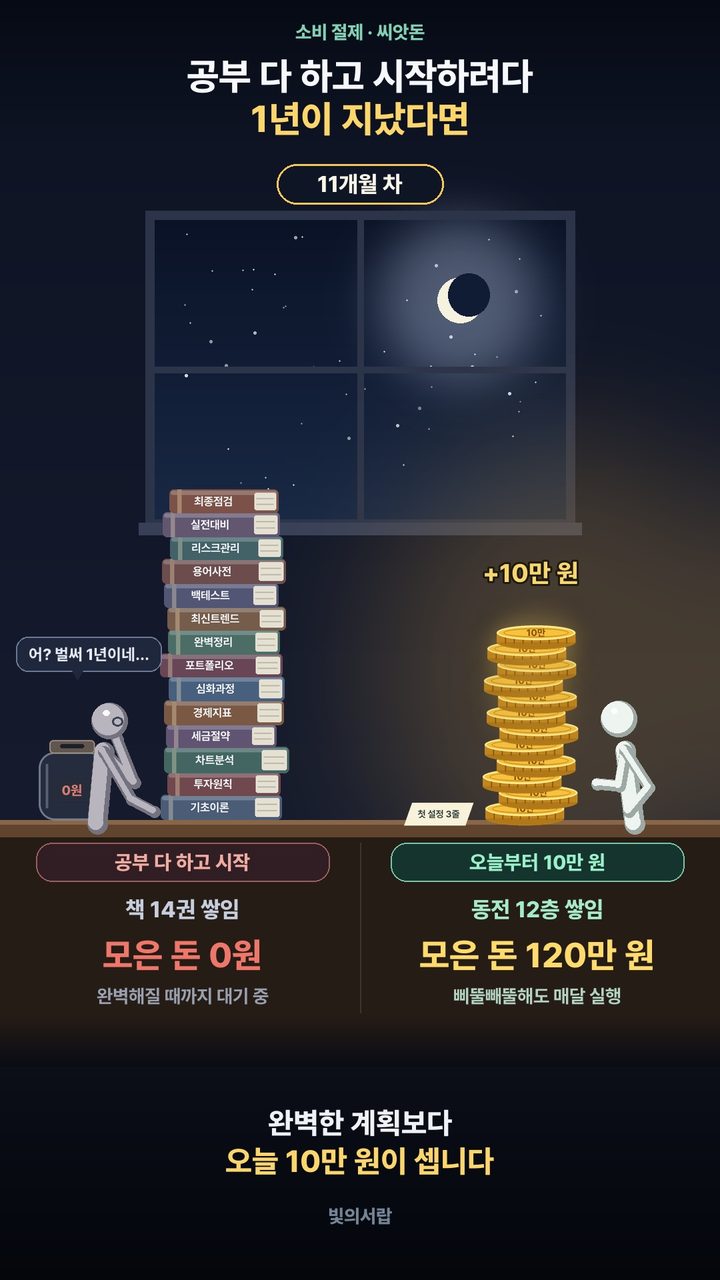 소비 절제 · 씨앗돈
공부 다 하고 시작하려다
1년이 지났다면
11개월 차
최종점검
실전대비
리스크관리
용어사전
백테스트
최신트렌드
완벽정리
포트폴리오
심화과정
경제지표
세금절약
차트분석
투자원칙
기초이론
어? 벌써 1년이네...
0원
+10만 원
10만
첫 설정 3줄
공부 다 하고 시작
책 14권 쌓임
모은 돈 0원
완벽해질 때까지 대기 중
오늘부터 10만 원
동전 12층 쌓임
모은 돈 120만 원
삐뚤빼뚤해도 매달 실행
완벽한 계획보다
오늘 10만 원이 셉니다
빛의서랍